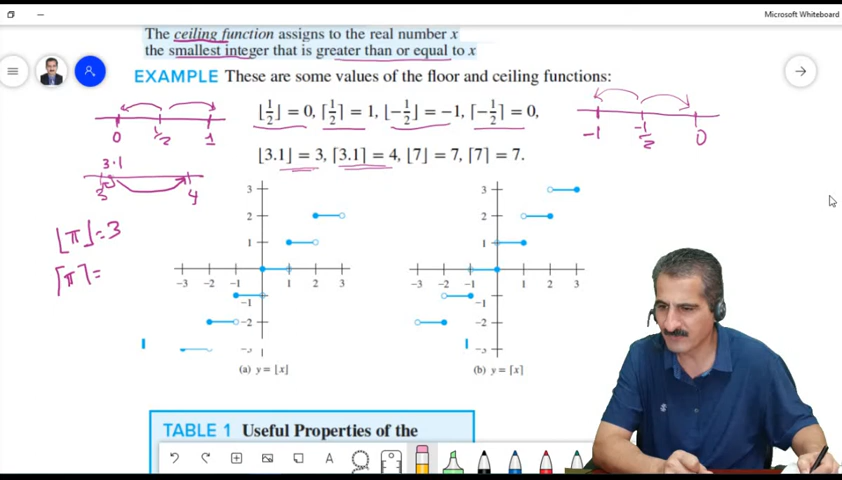 Microsoft Whiteboard
The ceiling function assigns to the real number x
the smallest integer that is greater than or equal to x
EXAMPLE These are some values of the floor and ceiling functions:
⌊1/2⌋ = 0, ⌈1/2⌉ = 1, ⌊−1/2⌋ = −1, ⌈−1/2⌉ = 0,
0 1/2 1
-1 -1/2 0
⌊3.1⌋ = 3, ⌈3.1⌉ = 4, ⌊7⌋ = 7, ⌈7⌉ = 7.
3.1
3 4
⌊π⌋=3
⌈π⌉=
3
2
1
−3 −2 −1 1 2 3
−1
−2
(a) y = ⌊x⌋
3
2
1
−3 −2 −1 1 2 3
−1
−2
(b) y = ⌈x⌉
TABLE 1 Useful Properties of the